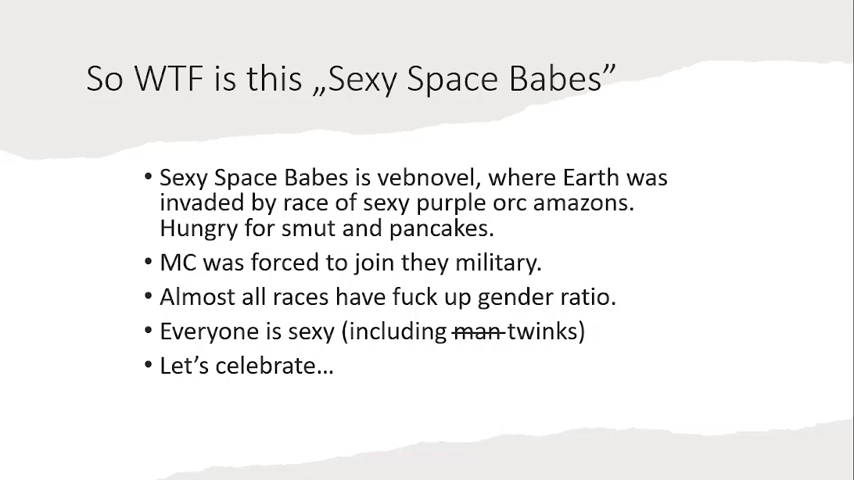 So WTF is this „Sexy Space Babes”
• Sexy Space Babes is vebnovel, where Earth was
invaded by race of sexy purple orc amazons.
Hungry for smut and pancakes.
• MC was forced to join they military.
• Almost all races have fuck up gender ratio.
• Everyone is sexy (including man twinks)
• Let’s celebrate…